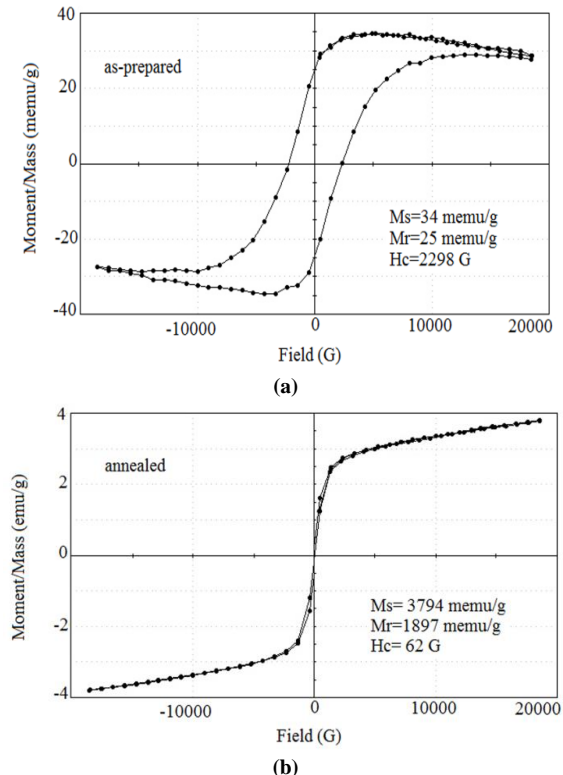 40
20
0
-20
-40
Moment/Mass (memu/g)
as-prepared
Ms=34 memu/g
Mr=25 memu/g
Hc=2298 G
-10000 0 10000 20000
Field (G)
(a)
4
2
0
-2
-4
Moment/Mass (emu/g)
annealed
Ms= 3794 memu/g
Mr=1897 memu/g
Hc= 62 G
-10000 0 10000 20000
Field (G)
(b)